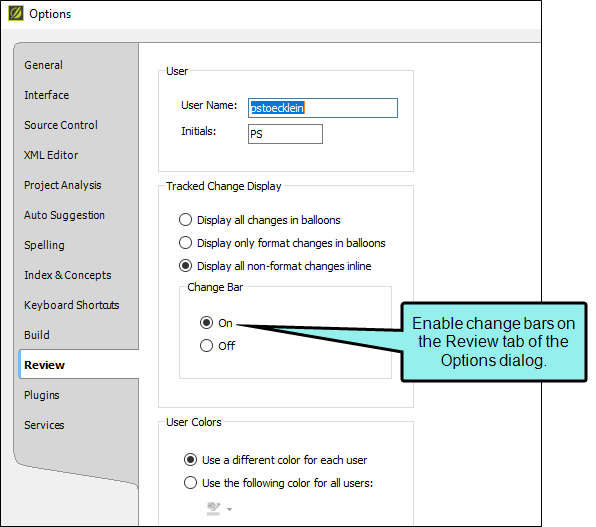 Options
General
Interface
Source Control
XML Editor
Project Analysis
Auto Suggestion
Spelling
Index & Concepts
Keyboard Shortcuts
Build
Review
Plugins
Services
User
User Name: pstoecklein
Initials: PS
Tracked Change Display
Display all changes in balloons
Display only format changes in balloons
Display all non-format changes inline
Change Bar
On
Off
Enable change bars on
the Review tab of the
Options dialog.
User Colors
Use a different color for each user
Use the following color for all users: